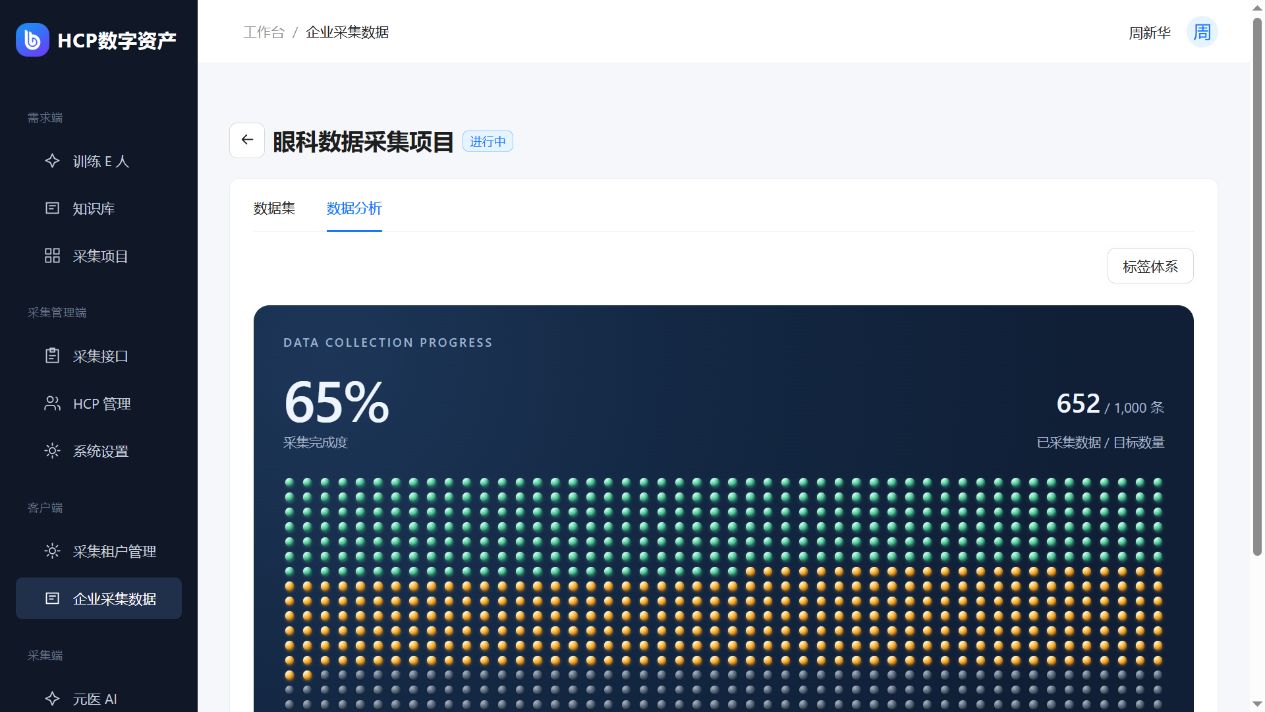 HCP数字资产
需求端
训练 E 人
知识库
采集项目
采集管理端
采集接口
HCP 管理
系统设置
客户端
采集租户管理
企业采集数据
采集端
元医 AI
工作台 / 企业采集数据
周新华
周
眼科数据采集项目
进行中
数据集
数据分析
标签体系
DATA COLLECTION PROGRESS
65%
采集完成度
652 / 1,000 条
已采集数据 / 目标数量